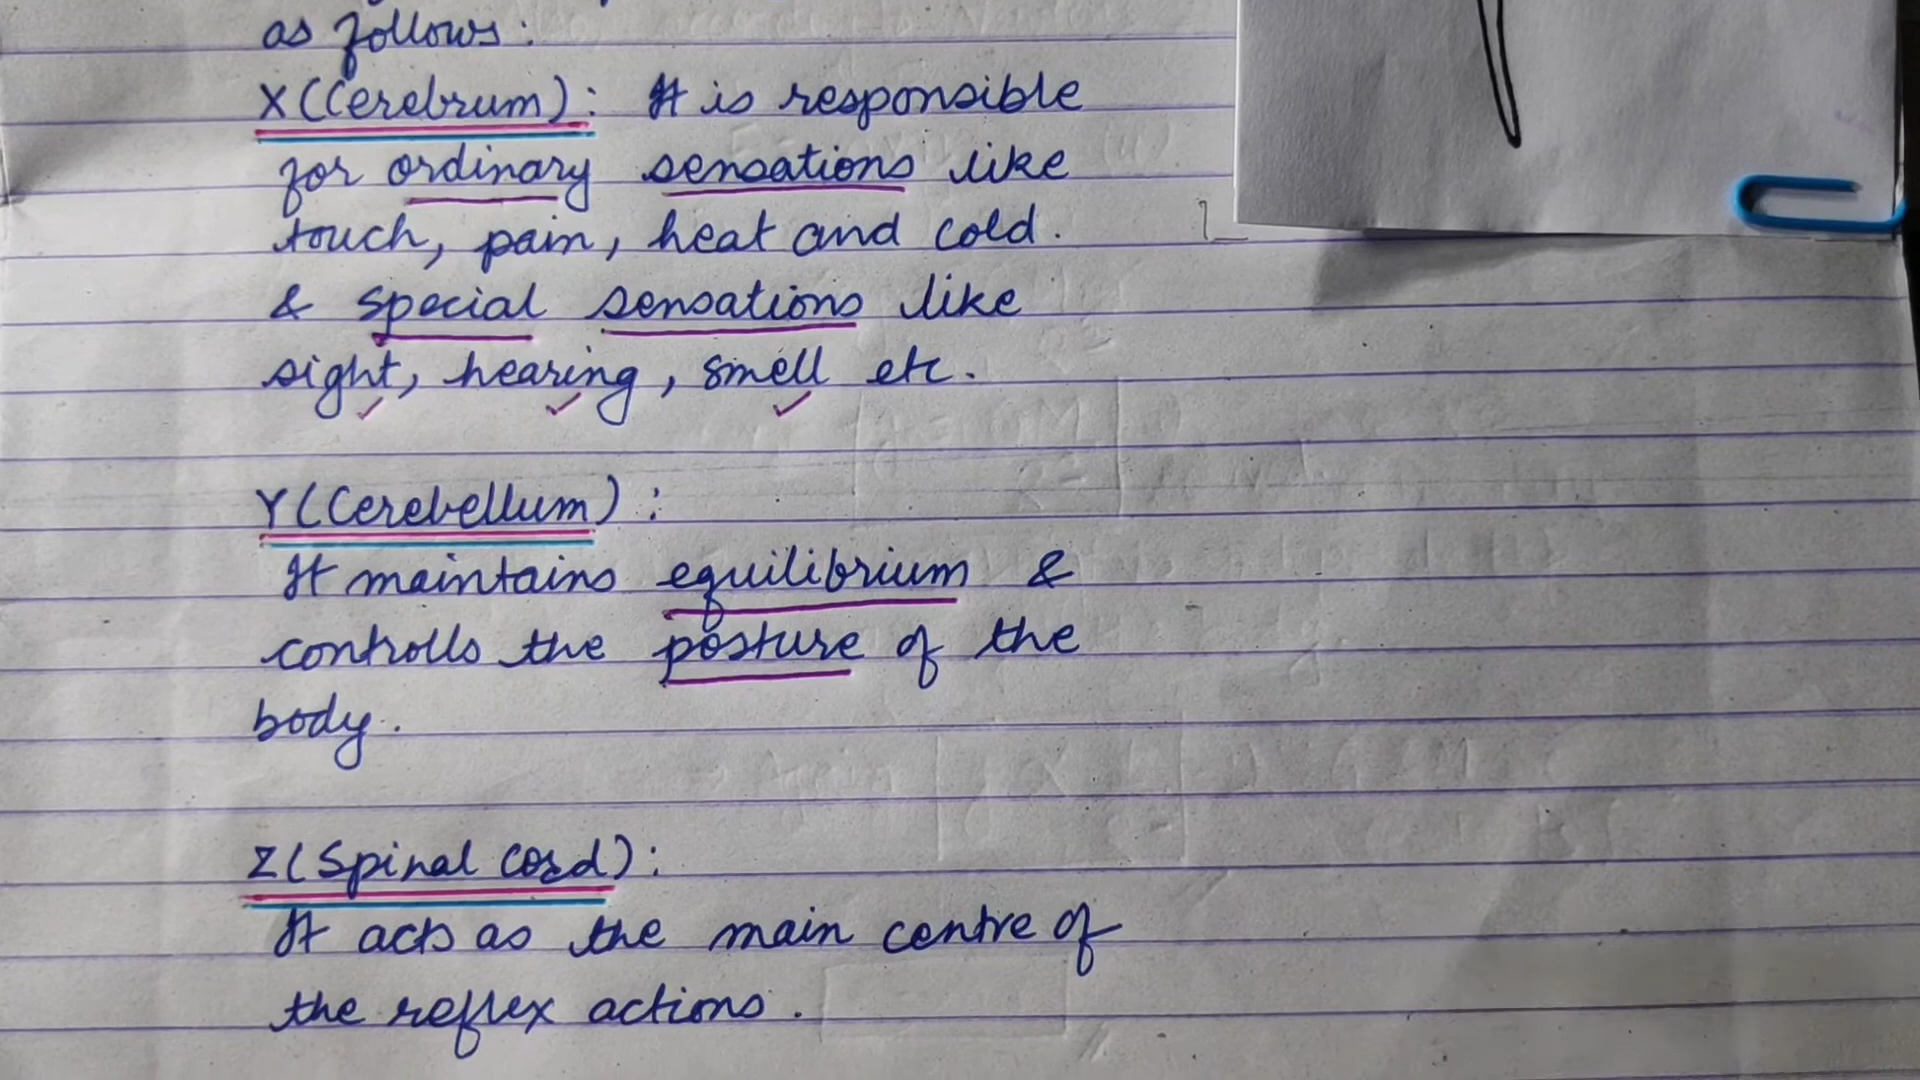 as follows:
X(Cerebrum): It is responsible
for ordinary sensations like
touch, pain, heat and cold.
& special sensations like
sight, hearing, smell etc.
Y(Cerebellum):
It maintains equilibrium &
controlls the posture of the
body.
Z(Spinal cord):
It acts as the main centre of
the reflex actions.